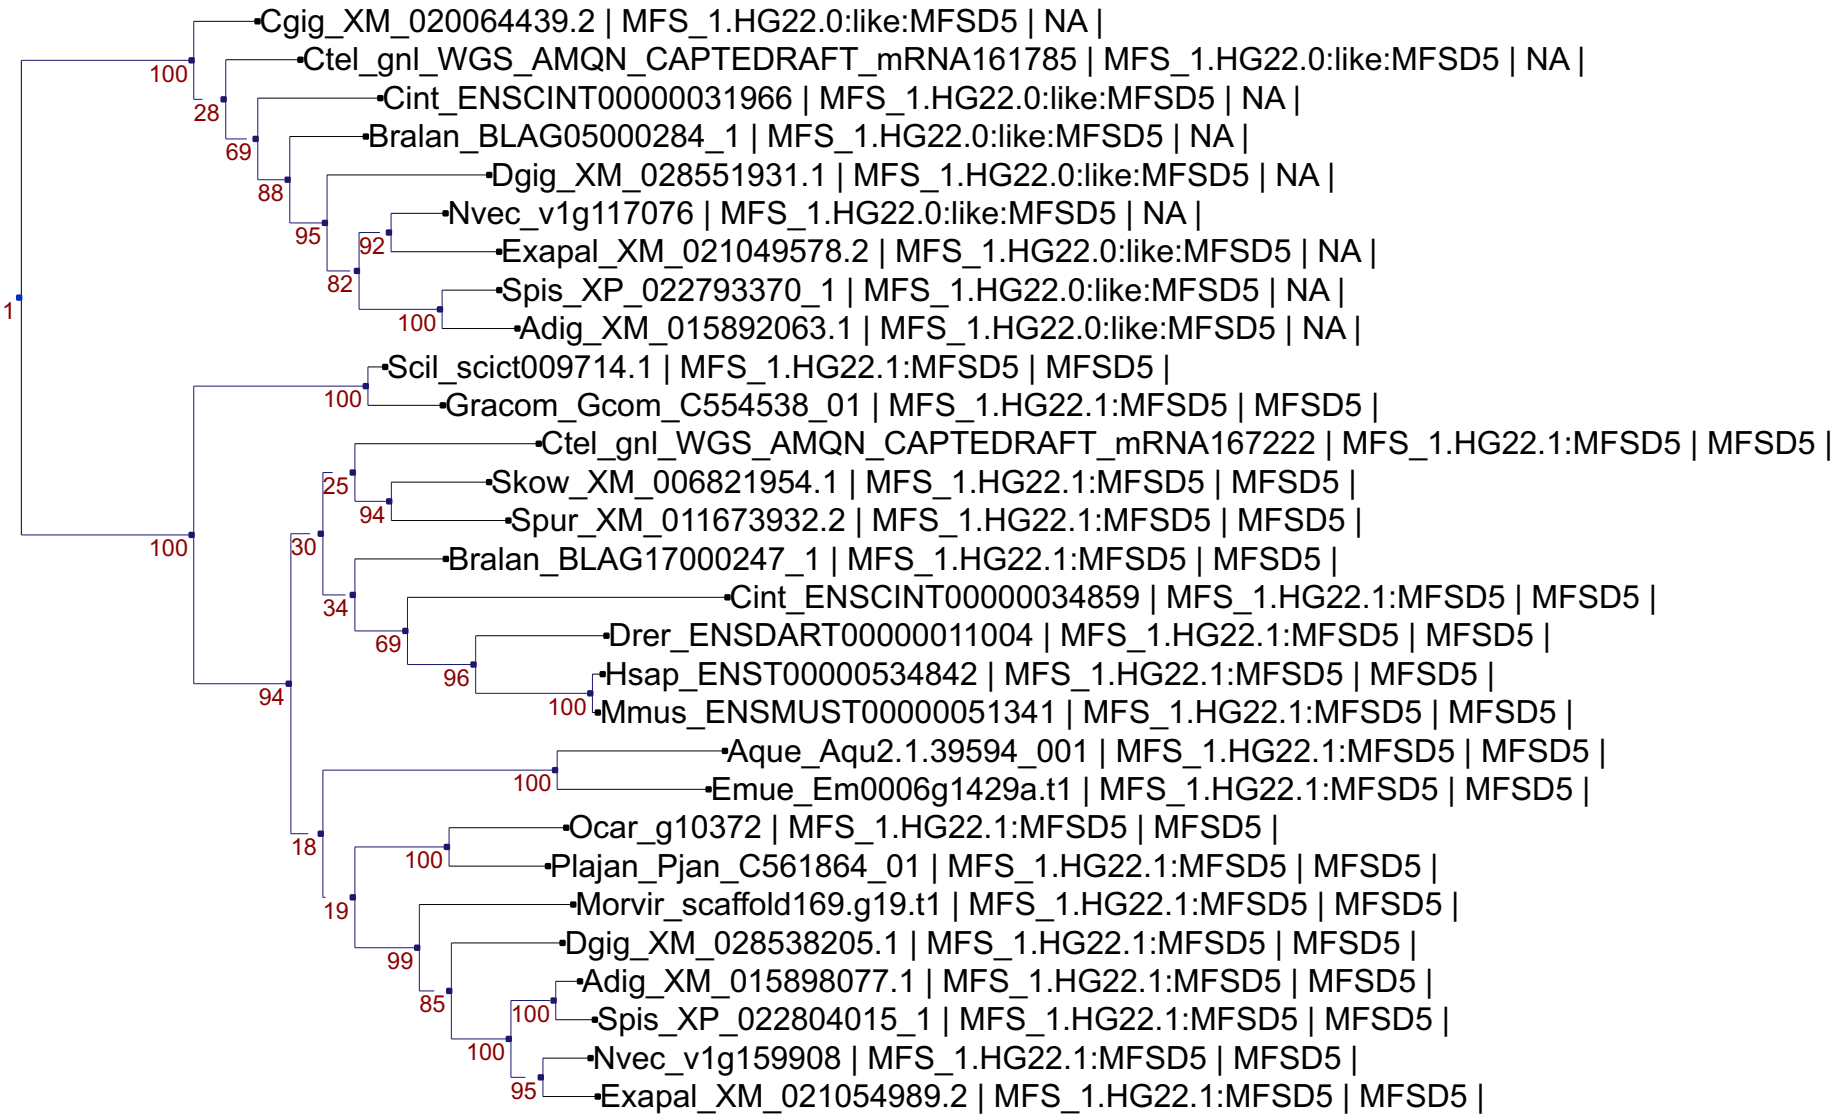 Cgig_XM_020064439.2 | MFS_1.HG22.0:like:MFSD5 | NA |
Ctel_gnl_WGS_AMQN_CAPTEDRAFT_mRNA161785 | MFS_1.HG22.0:like:MFSD5 | NA |
100
Cint_ENSCINT00000031966 | MFS_1.HG22.0:like:MFSD5 | NA |
28
Bralan_BLAG05000284_1 | MFS_1.HG22.0:like:MFSD5 | NA |
69
Dgig_XM_028551931.1 | MFS_1.HG22.0:like:MFSD5 | NA |
88
Nvec_v1g117076 | MFS_1.HG22.0:like:MFSD5 | NA |
95
92
Exapal_XM_021049578.2 | MFS_1.HG22.0:like:MFSD5 | NA |
82
Spis_XP_022793370_1 | MFS_1.HG22.0:like:MFSD5 | NA |
1
100
Adig_XM_015892063.1 | MFS_1.HG22.0:like:MFSD5 | NA |
Scil_scict009714.1 | MFS_1.HG22.1:MFSD5 | MFSD5 |
100
Gracom_Gcom_C554538_01 | MFS_1.HG22.1:MFSD5 | MFSD5 |
Ctel_gnl_WGS_AMQN_CAPTEDRAFT_mRNA167222 | MFS_1.HG22.1:MFSD5 | MFSD5 |
25
Skow_XM_006821954.1 | MFS_1.HG22.1:MFSD5 | MFSD5 |
94
Spur_XM_011673932.2 | MFS_1.HG22.1:MFSD5 | MFSD5 |
100
30
Bralan_BLAG17000247_1 | MFS_1.HG22.1:MFSD5 | MFSD5 |
34
Cint_ENSCINT00000034859 | MFS_1.HG22.1:MFSD5 | MFSD5 |
69
Drer_ENSDART00000011004 | MFS_1.HG22.1:MFSD5 | MFSD5 |
96
Hsap_ENST00000534842 | MFS_1.HG22.1:MFSD5 | MFSD5 |
94
100
Mmus_ENSMUST00000051341 | MFS_1.HG22.1:MFSD5 | MFSD5 |
Aque_Aqu2.1.39594_001 | MFS_1.HG22.1:MFSD5 | MFSD5 |
100
Emue_Em0006g1429a.t1 | MFS_1.HG22.1:MFSD5 | MFSD5 |
Ocar_g10372 | MFS_1.HG22.1:MFSD5 | MFSD5 |
18
100
Plajan_Pjan_C561864_01 | MFS_1.HG22.1:MFSD5 | MFSD5 |
19
Morvir_scaffold169.g19.t1 | MFS_1.HG22.1:MFSD5 | MFSD5 |
Dgig_XM_028538205.1 | MFS_1.HG22.1:MFSD5 | MFSD5 |
99
Adig_XM_015898077.1 | MFS_1.HG22.1:MFSD5 | MFSD5 |
85
100
Spis_XP_022804015_1 | MFS_1.HG22.1:MFSD5 | MFSD5 |
100
Nvec_v1g159908 | MFS_1.HG22.1:MFSD5 | MFSD5 |
95
Exapal_XM_021054989.2 | MFS_1.HG22.1:MFSD5 | MFSD5 |